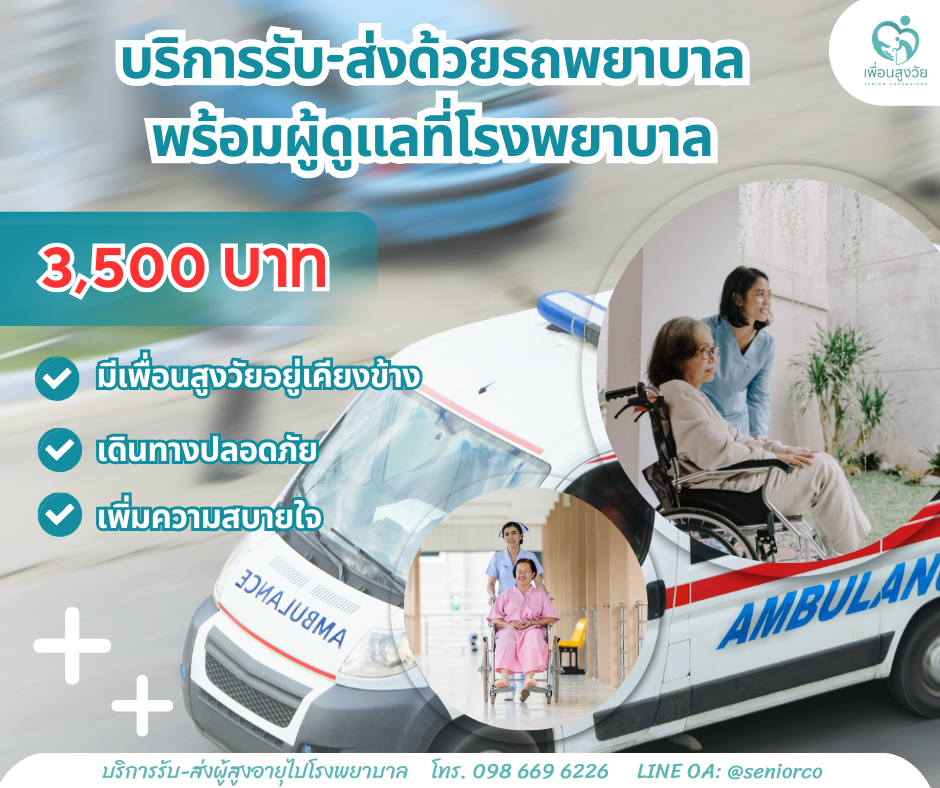 บริการรับ-ส่งด้วยรถพยาบาล
พร้อมผู้ดูแลที่โรงพยาบาล
เพื่อนสูงวัย
SENIOR COMPANIONS
3,500 บาท
มีเพื่อนสูงวัยอยู่เคียงข้าง
เดินทางปลอดภัย
เพิ่มความสบายใจ
AMBULANCE
AMBULANC
บริการรับ-ส่งผู้สูงอายุไปโรงพยาบาล โทร. 098 669 6226 LINE OA: @seniorco